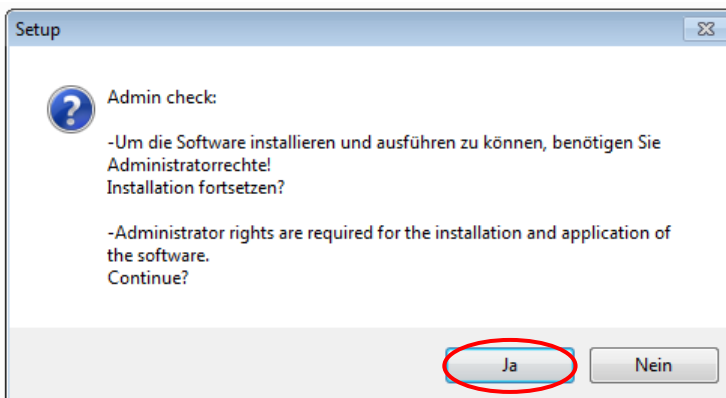 Setup
Admin check:
-Um die Software installieren und ausführen zu können, benötigen Sie
Administratorrechte!
Installation fortsetzen?
-Administrator rights are required for the installation and application of
the software.
Continue?
Ja Nein